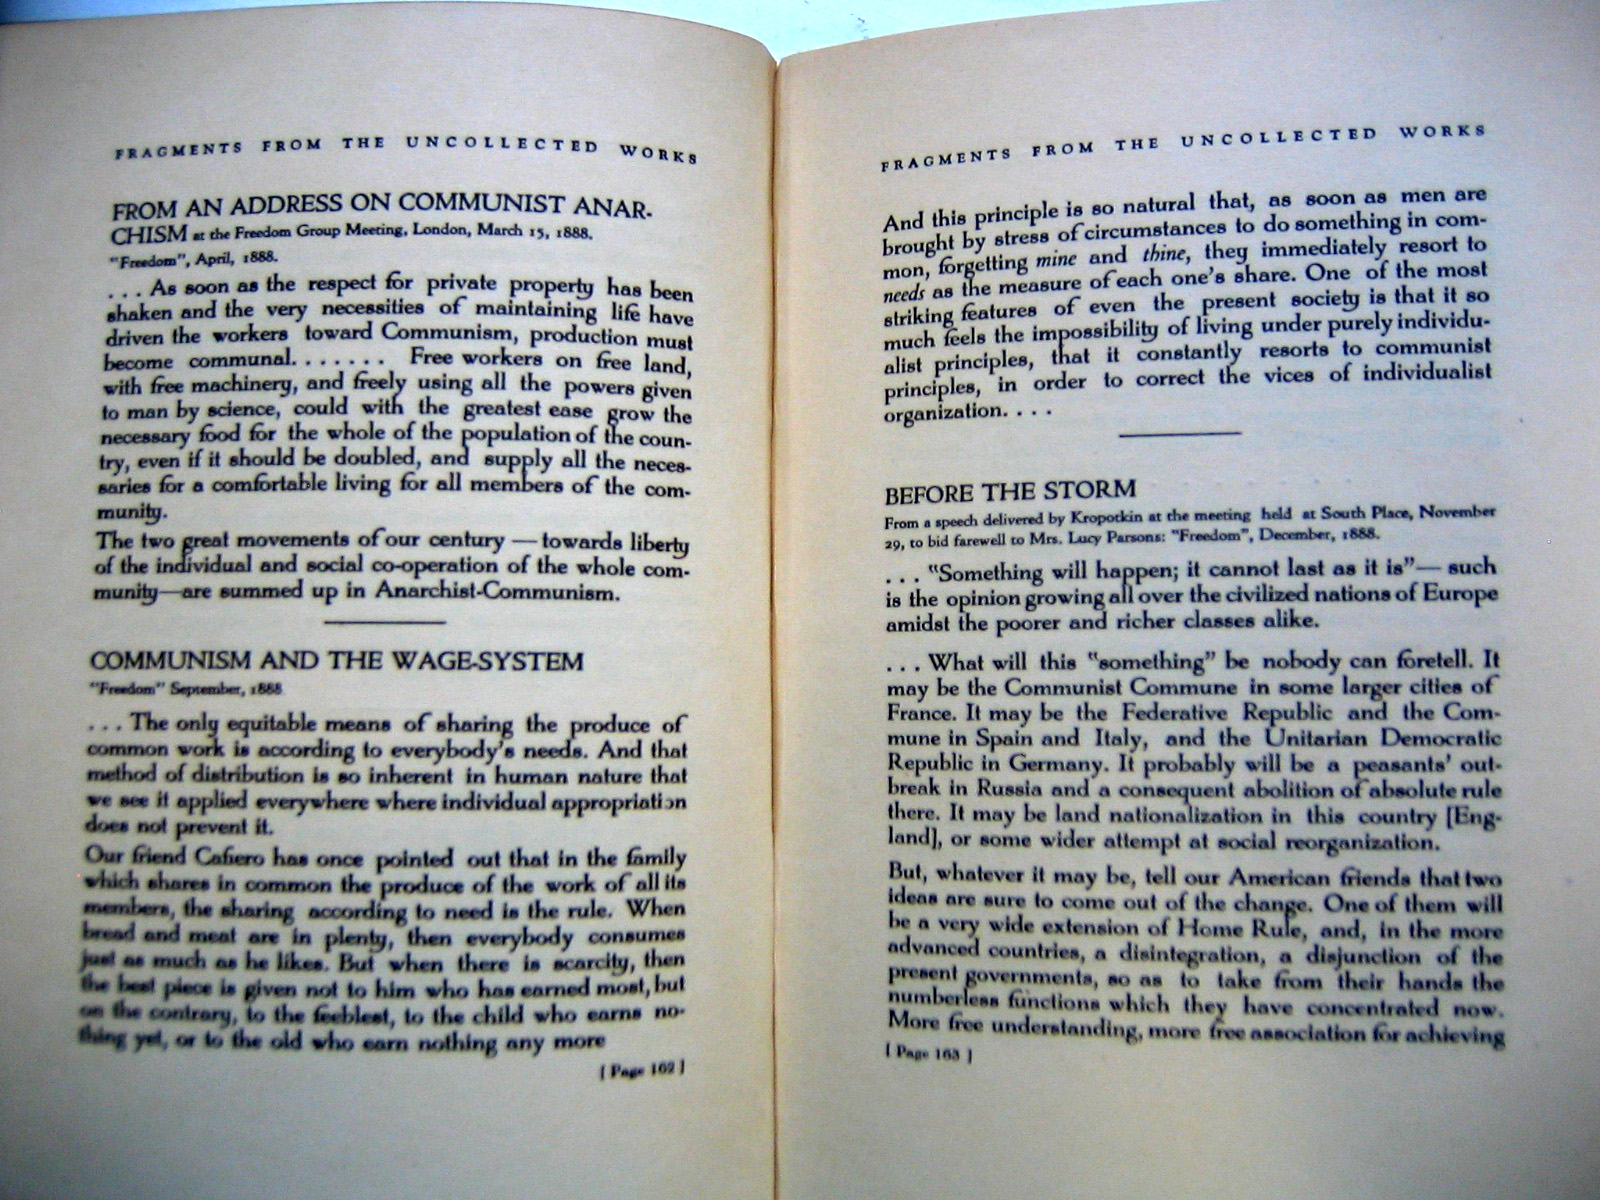 FRAGMENTS FROM THE UNCOLLECTED WORKS
FROM AN ADDRESS ON COMMUNIST ANAR-
CHISM at the Freedom Group Meeting, London, March 15, 1888.
"Freedom", April, 1888.
. . . As soon as the respect for private property has been
shaken and the very necessities of maintaining life have
driven the workers toward Communism, production must
become communal. . . . . . . Free workers on free land,
with free machinery, and freely using all the powers given
to man by science, could with the greatest ease grow the
necessary food for the whole of the population of the coun-
try, even if it should be doubled, and supply all the neces-
saries for a comfortable living for all members of the com-
munity.
The two great movements of our century — towards liberty
of the individual and social co-operation of the whole com-
munity—are summed up in Anarchist-Communism.
COMMUNISM AND THE WAGE-SYSTEM
"Freedom" September, 1888
. . . The only equitable means of sharing the produce of
common work is according to everybody's needs. And that
method of distribution is so inherent in human nature that
we see it applied everywhere where individual appropriation
does not prevent it.
Our friend Cafiero has once pointed out that in the family
which shares in common the produce of the work of all its
members, the sharing according to need is the rule. When
bread and meat are in plenty, then everybody consumes
just as much as he likes. But when there is scarcity, then
the best piece is given not to him who has earned most, but
on the contrary, to the feeblest, to the child who earns no-
thing yet, or to the old who earn nothing any more
[ Page 162 ]
FRAGMENTS FROM THE UNCOLLECTED WORKS
And this principle is so natural that, as soon as men are
brought by stress of circumstances to do something in com-
mon, forgetting mine and thine, they immediately resort to
needs as the measure of each one's share. One of the most
striking features of even the present society is that it so
much feels the impossibility of living under purely individu-
alist principles, that it constantly resorts to communist
principles, in order to correct the vices of individualist
organization. . . .
BEFORE THE STORM
From a speech delivered by Kropotkin at the meeting held at South Place, November
29, to bid farewell to Mrs. Lucy Parsons: "Freedom", December, 1888.
. . . "Something will happen; it cannot last as it is"— such
is the opinion growing all over the civilized nations of Europe
amidst the poorer and richer classes alike.
. . . What will this "something" be nobody can foretell. It
may be the Communist Commune in some larger cities of
France. It may be the Federative Republic and the Com-
mune in Spain and Italy, and the Unitarian Democratic
Republic in Germany. It probably will be a peasants' out-
break in Russia and a consequent abolition of absolute rule
there. It may be land nationalization in this country [Eng-
land], or some wider attempt at social reorganization.
But, whatever it may be, tell our American friends that two
ideas are sure to come out of the change. One of them will
be a very wide extension of Home Rule, and, in the more
advanced countries, a disintegration, a disjunction of the
present governments, so as to take from their hands the
numberless functions which they have concentrated now.
More free understanding, more free association for achieving
[ Page 163 ]